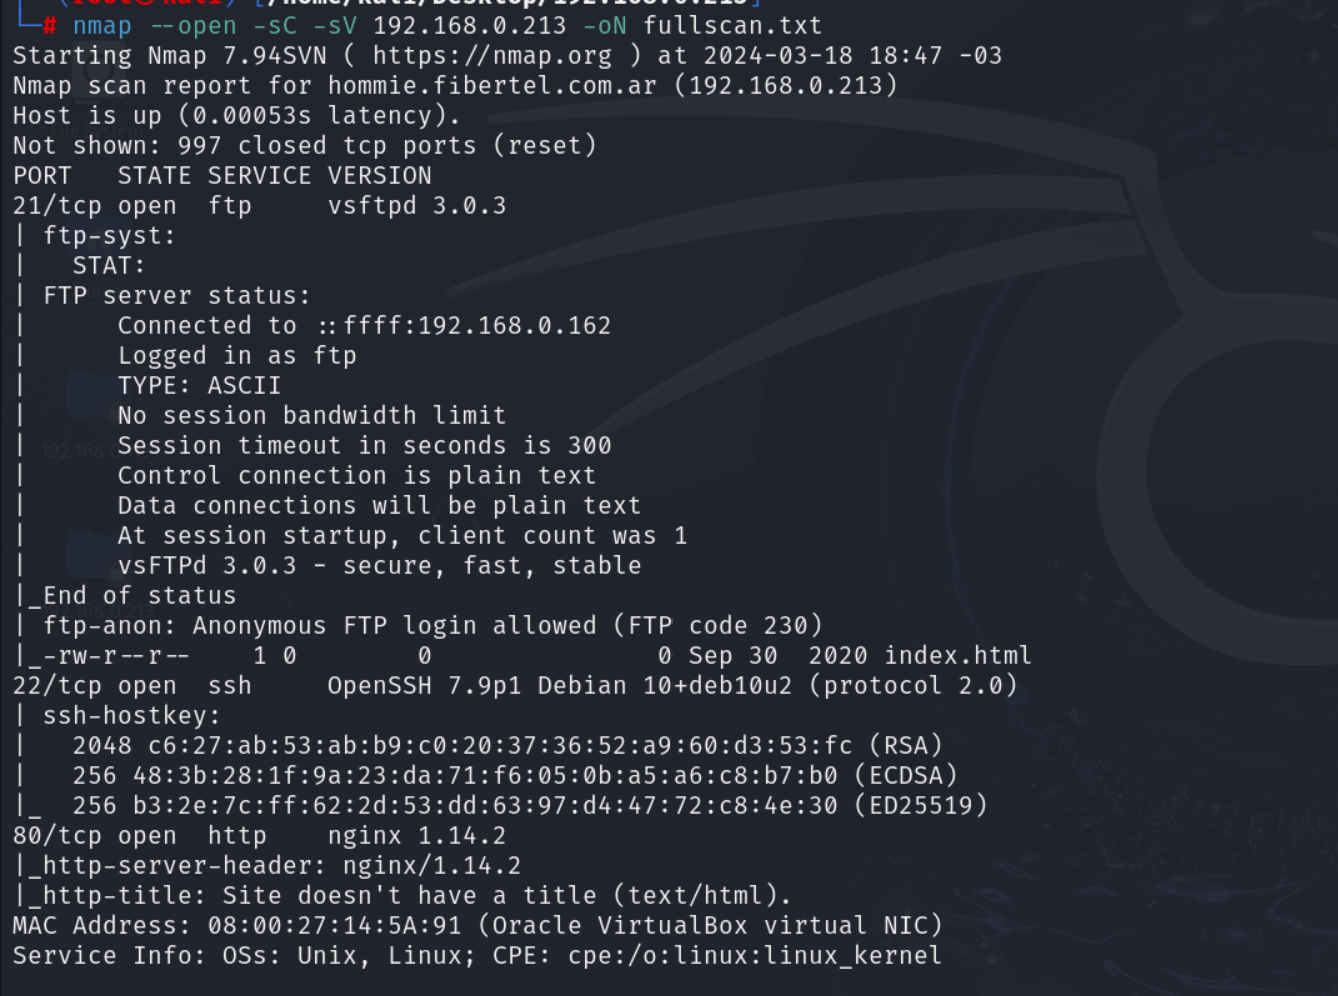 (root㉿kali)-[/home/kali/Desktop/192.168.0.213]
└─# nmap --open -sC -sV 192.168.0.213 -oN fullscan.txt
Starting Nmap 7.94SVN ( https://nmap.org ) at 2024-03-18 18:47 -03
Nmap scan report for hommie.fibertel.com.ar (192.168.0.213)
Host is up (0.00053s latency).
Not shown: 997 closed tcp ports (reset)
PORT   STATE SERVICE VERSION
21/tcp open  ftp     vsftpd 3.0.3
| ftp-syst:
|   STAT:
| FTP server status:
|      Connected to ::ffff:192.168.0.162
|      Logged in as ftp
|      TYPE: ASCII
|      No session bandwidth limit
|      Session timeout in seconds is 300
|      Control connection is plain text
|      Data connections will be plain text
|      At session startup, client count was 1
|      vsFTPd 3.0.3 - secure, fast, stable
|_End of status
| ftp-anon: Anonymous FTP login allowed (FTP code 230)
|_-rw-r--r--    1 0        0               0 Sep 30  2020 index.html
22/tcp open  ssh     OpenSSH 7.9p1 Debian 10+deb10u2 (protocol 2.0)
| ssh-hostkey:
|   2048 c6:27:ab:53:ab:b9:c0:20:37:36:52:a9:60:d3:53:fc (RSA)
|   256 48:3b:28:1f:9a:23:da:71:f6:05:0b:a5:a6:c8:b7:b0 (ECDSA)
|_  256 b3:2e:7c:ff:62:2d:53:dd:63:97:d4:47:72:c8:4e:30 (ED25519)
80/tcp open  http    nginx 1.14.2
|_http-server-header: nginx/1.14.2
|_http-title: Site doesn't have a title (text/html).
MAC Address: 08:00:27:14:5A:91 (Oracle VirtualBox virtual NIC)
Service Info: OSs: Unix, Linux; CPE: cpe:/o:linux:linux_kernel